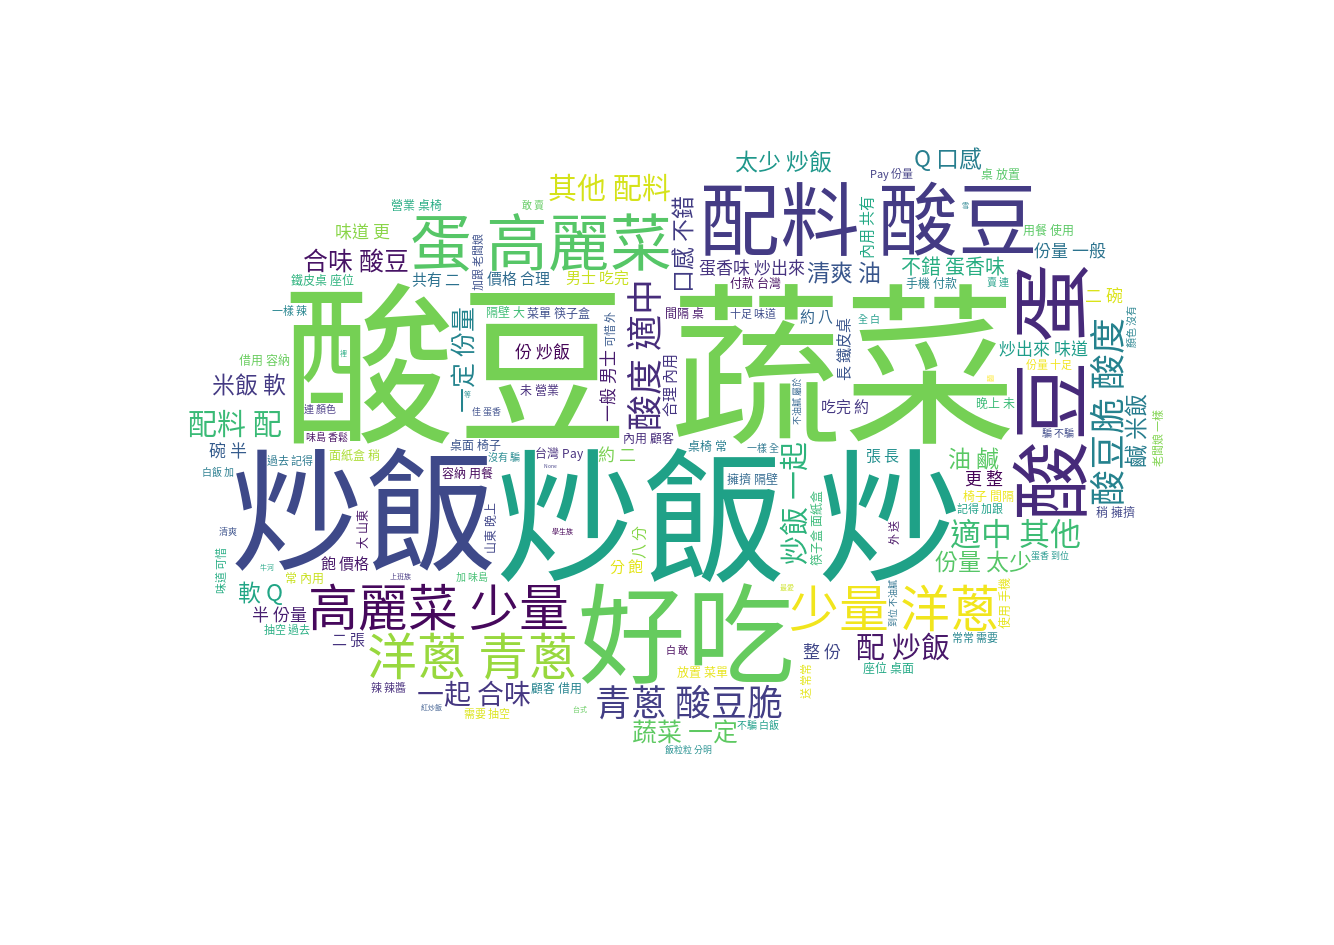 太少 炒飯
Q 口感
Pay 份量
桌 放置
其他 配料
口感 不錯
配料 酸豆
雪
敢 賣
營業 桌椅
內用 共有
用餐 使用
味道 更
蛋 高麗菜
份量 一般
合味 酸豆
加跟 老闆娘
蛋香味 炒出來
清爽 油
不錯 蛋香味
酸豆 蛋
鐵皮桌 座位
共有 二
價格 合理
男士 吃完
付款 台灣
手機 付款
賣 連
二 碗
酸豆 蔬菜
酸度 適中
一樣 辣
一定 份量
隔壁 大
菜單 筷子盒
可惜 外
間隔 桌
十足 味道
約 八
全 白
長 鐵皮桌
顏色 沒有
酸豆脆 酸度
份 炒飯
炒出來 味道
借用 容納
一般 男士
合理 內用
份量 十足
米飯 軟
未 營業
不油膩 屬於
吃完 約
晚上 未
鹹 米飯
連 顏色
佳 蛋香
配料 配
味島 香鬆
內用 顧客
騙 不騙
老闆娘 一樣
碗 半
面紙盒 稍
桌面 椅子
沒有 騙
台灣 Pay
約 二
桌椅 常
一樣 全
炒飯 一起
張 長
油 鹹
過去 記得
白飯 加
炒飯 炒飯 炒
容納 用餐
None
擁擠 隔壁
更 整
椅子 間隔
記得 加跟
稍 擁擠
筷子盒 面紙盒
大 山東
山東 晚上
外 送
適中 其他
清爽
學生族
八 分
味道 可惜
飽 價格
分 飽
份量 太少
蛋香 到位
牛河
上班族
軟 Q
常 內用
加 味島
高麗菜 少量
好吃
少量 洋蔥
到位 不油膩
使用 手機
半 份量
抽空 過去
二 張
洋蔥 青蔥
白 敢
整 份
配 炒飯
常常 需要
座位 桌面
放置 菜單
送 常常
辣 辣醬
一起 合味
顧客 借用
青蔥 酸豆脆
紅炒飯
需要 抽空
台式
蔬菜 一定
不騙 白飯
飯粒粒 分明